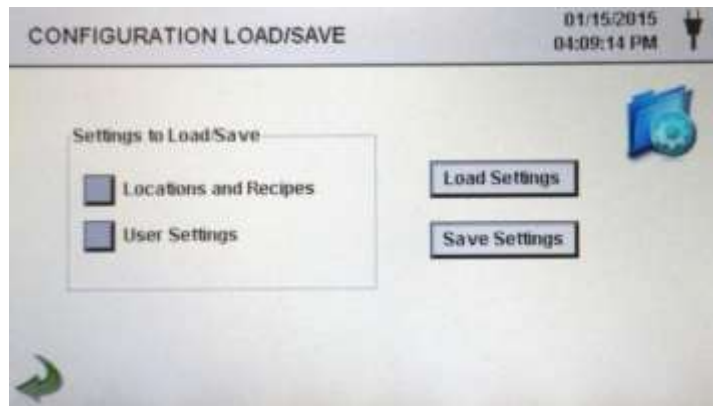 CONFIGURATION LOAD/SAVE
01/15/2015
04:09:14 PM
Settings to Load/Save
Locations and Recipes
User Settings
Load Settings
Save Settings